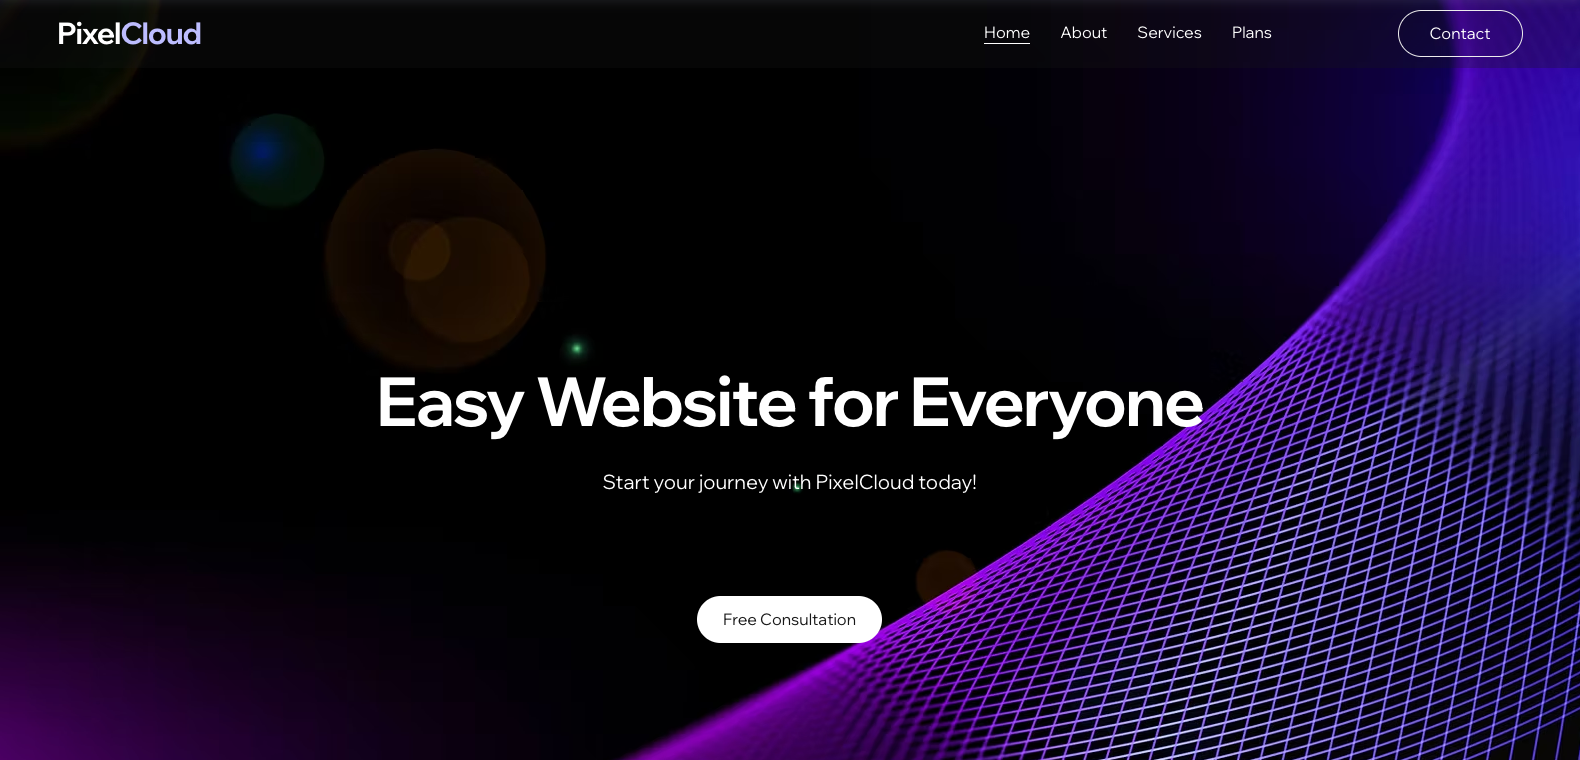 PixelCloud
Home About Services Plans Contact
Easy Website for Everyone
Start your journey with PixelCloud today!
Free Consultation